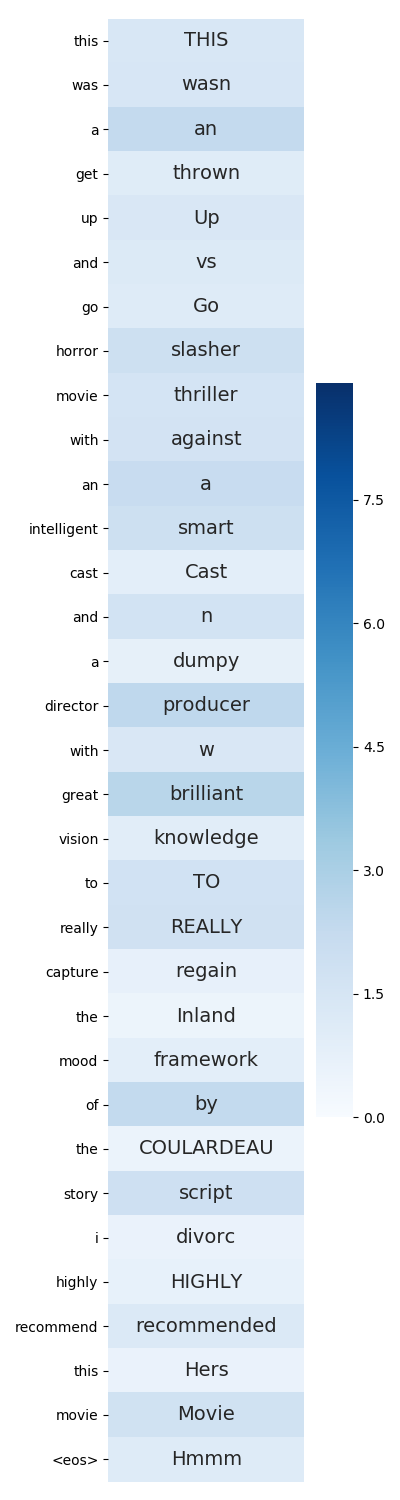 this THIS
was wasn
a an
get thrown
up Up
and vs
go Go
horror slasher
movie thriller
with against
an a
intelligent smart
cast Cast
and n
a dumpy
director producer
with w
great brilliant
vision knowledge
to TO
really REALLY
capture regain
the Inland
mood framework
of by
the COULARDEAU
story script
i divorc
highly HIGHLY
recommend recommended
this Hers
movie Movie
<eos> Hmmm
7.5
6.0
4.5
3.0
1.5
0.0